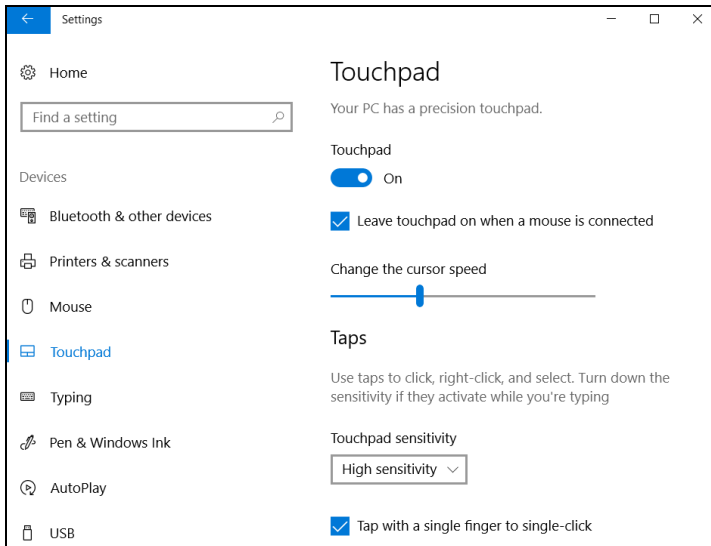 Settings
Home
Find a setting
Devices
Bluetooth & other devices
Printers & scanners
Mouse
Touchpad
Typing
Pen & Windows Ink
AutoPlay
USB
Touchpad
Your PC has a precision touchpad.
Touchpad
On
Leave touchpad on when a mouse is connected
Change the cursor speed
Taps
Use taps to click, right-click, and select. Turn down the
sensitivity if they activate while you're typing
Touchpad sensitivity
High sensitivity
Tap with a single finger to single-click